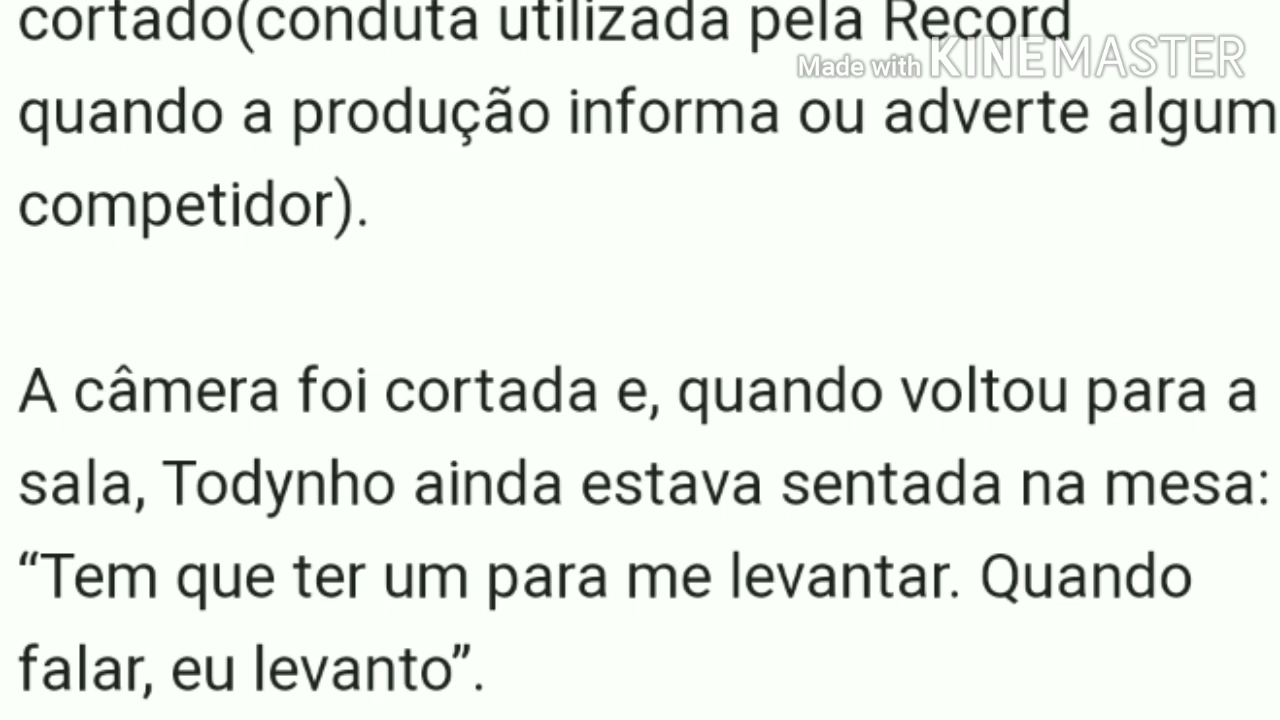 cortado(conduta utilizada pela Record
Made with KINEMASTER
quando a produção informa ou adverte algum
competidor).
A câmera foi cortada e, quando voltou para a
sala, Todynho ainda estava sentada na mesa:
“Tem que ter um para me levantar. Quando
falar, eu levanto”.